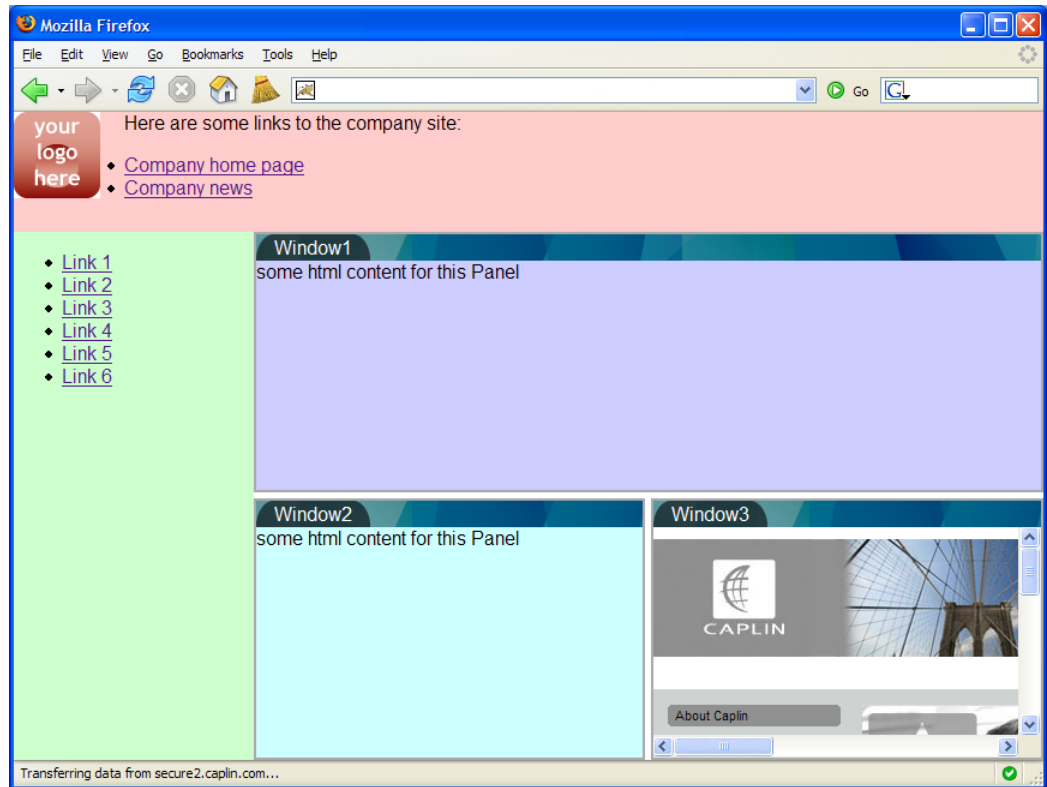 Mozilla Firefox
File Edit View Go Bookmarks Tools Help
Go G
your
logo
here
Here are some links to the company site:
Company home page
Company news
Link 1
Link 2
Link 3
Link 4
Link 5
Link 6
Window1
some html content for this Panel
Window2
some html content for this Panel
Window3
CAPLIN
About Caplin
Transferring data from secure2.caplin.com...